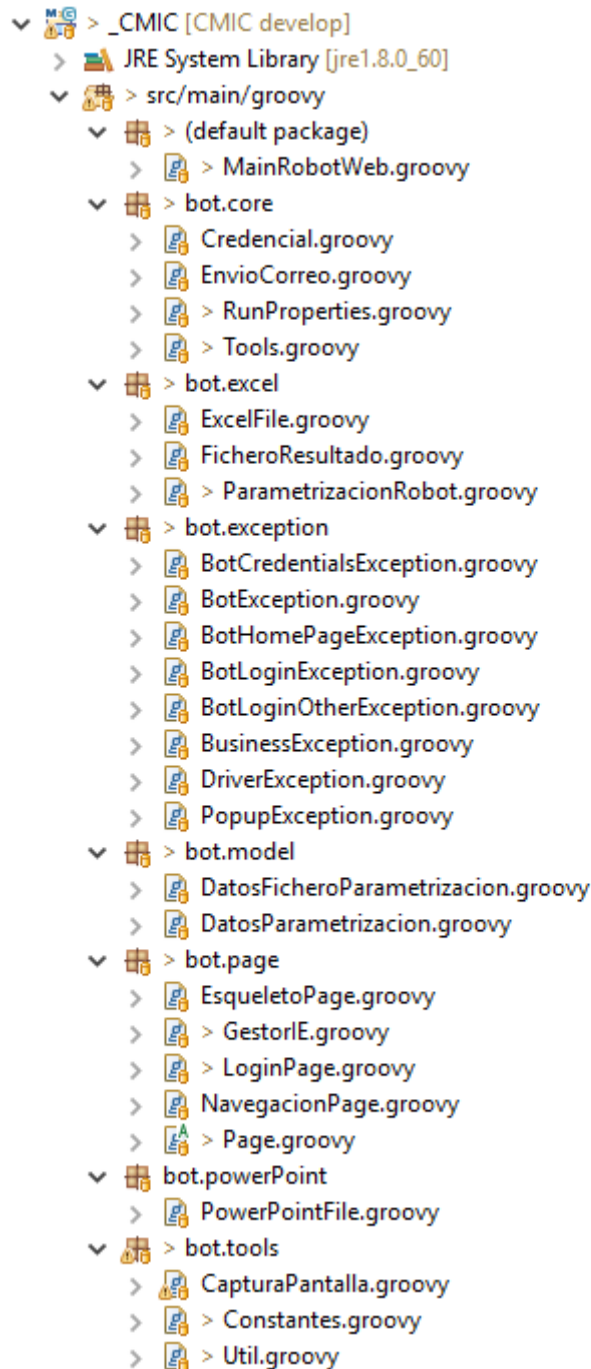 > _CMIC [CMIC develop]
JRE System Library [jre1.8.0_60]
> src/main/groovy
> (default package)
> MainRobotWeb.groovy
> bot.core
Credencial.groovy
EnvioCorreo.groovy
> RunProperties.groovy
> Tools.groovy
> bot.excel
ExcelFile.groovy
FicheroResultado.groovy
> ParametrizacionRobot.groovy
> bot.exception
BotCredentialsException.groovy
BotException.groovy
BotHomePageException.groovy
BotLoginException.groovy
BotLoginOtherException.groovy
BusinessException.groovy
DriverException.groovy
PopupException.groovy
> bot.model
DatosFicheroParametrizacion.groovy
DatosParametrizacion.groovy
> bot.page
EsqueletoPage.groovy
> GestorIE.groovy
> LoginPage.groovy
NavegacionPage.groovy
> Page.groovy
bot.powerPoint
PowerPointFile.groovy
> bot.tools
CapturaPantalla.groovy
> Constantes.groovy
> Util.groovy